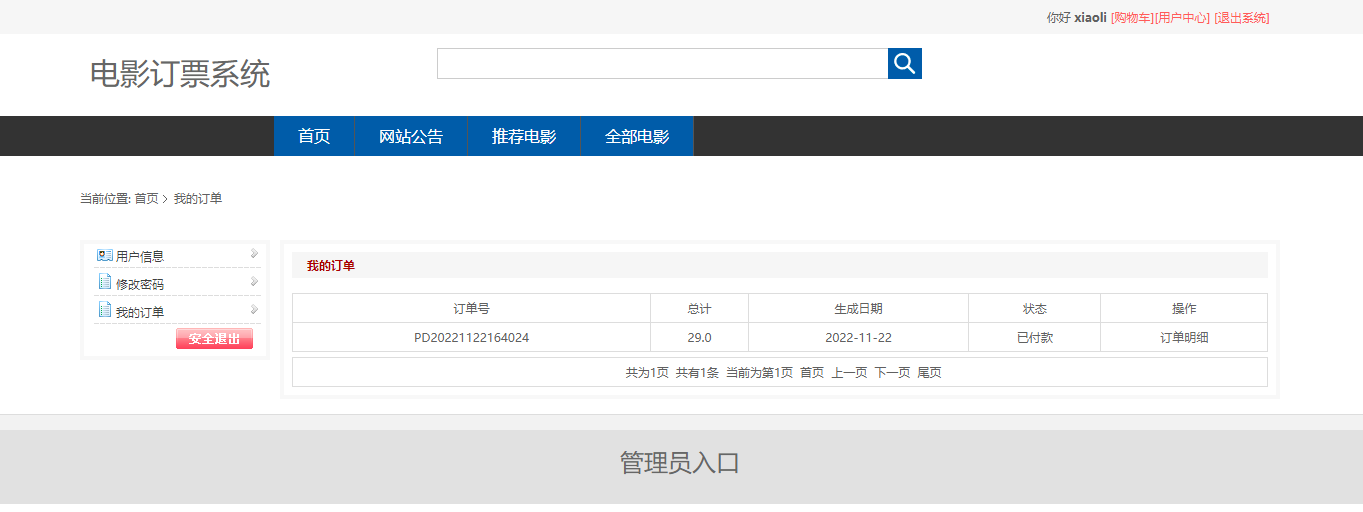 你好 xiaoli [购物车][用户中心] [退出系统]
电影订票系统
首页 网站公告 推荐电影 全部电影
当前位置: 首页 > 我的订单
用户信息
修改密码
我的订单
安全退出
我的订单
订单号 总计 生成日期 状态 操作
PD20221122164024 29.0 2022-11-22 已付款 订单明细
共为1页 共有1条 当前为第1页 首页 上一页 下一页 尾页
管理员入口